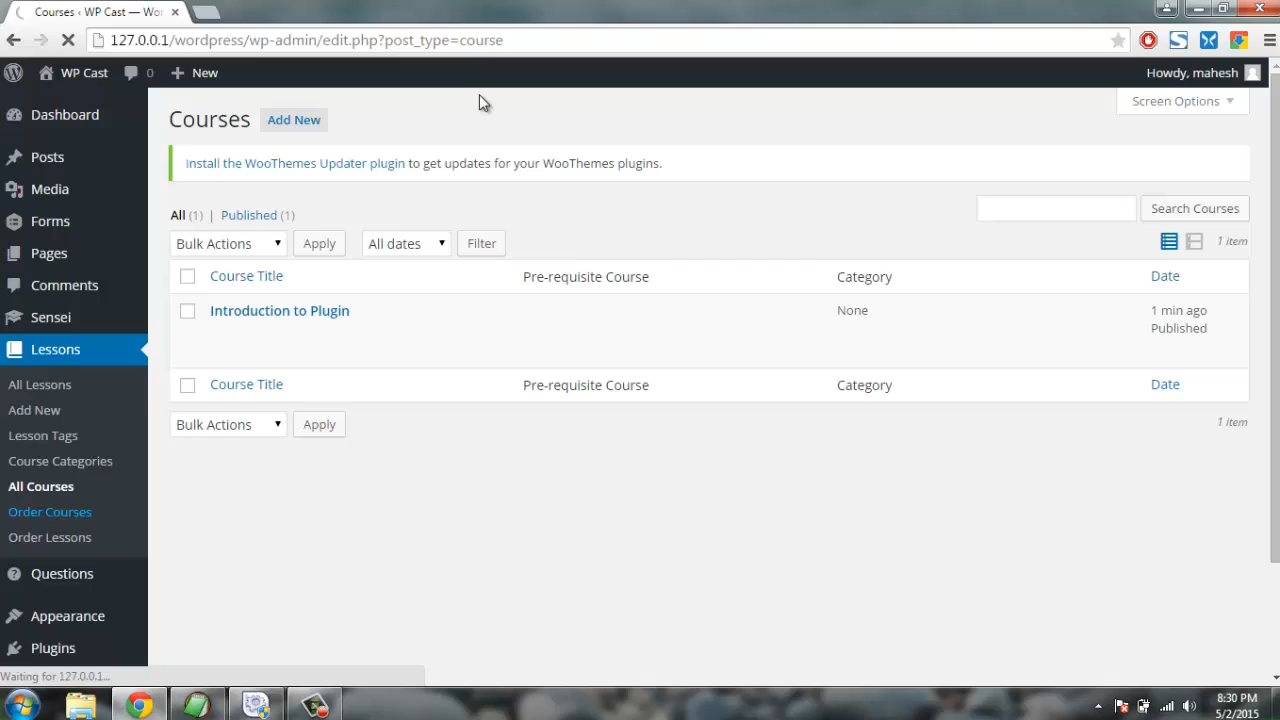 Courses ‹ WP Cast — Wor
127.0.0.1/wordpress/wp-admin/edit.php?post_type=course
WP Cast 0 New Howdy, mahesh
Dashboard
Posts
Media
Forms
Pages
Comments
Sensei
Lessons
All Lessons
Add New
Lesson Tags
Course Categories
All Courses
Order Courses
Order Lessons
Questions
Appearance
Plugins
Screen Options
Courses Add New
Install the WooThemes Updater plugin to get updates for your WooThemes plugins.
All (1) | Published (1)
Search Courses
Bulk Actions Apply All dates Filter 1 item
Course Title Pre-requisite Course Category Date
Introduction to Plugin None 1 min ago
Published
Course Title Pre-requisite Course Category Date
Bulk Actions Apply 1 item
Waiting for 127.0.0.1...
8:30 PM
5/2/2015